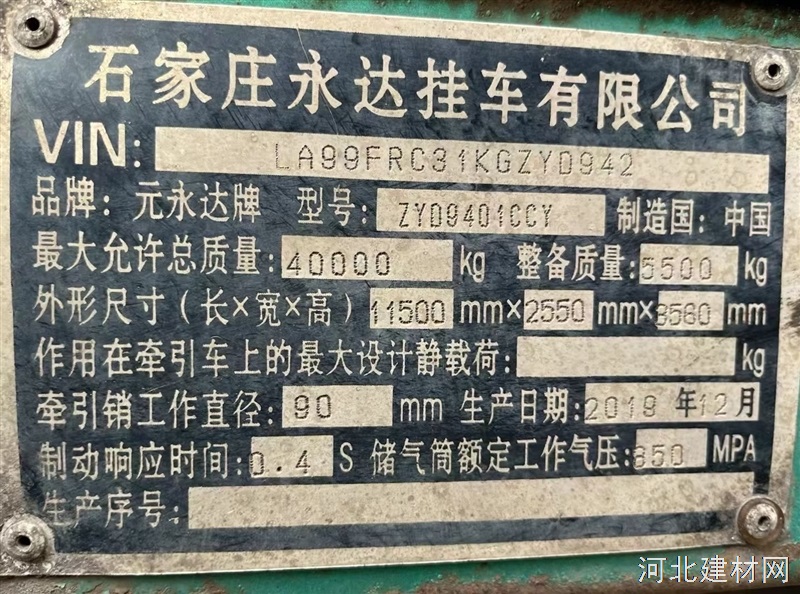 石家庄永达挂车有限公司
VIN: LA99FRC31KGZYD942
品牌: 元永达牌 型号: ZYD9401CCY 制造国: 中国
最大允许总质量: 40000 kg 整备质量: 5500 kg
外形尺寸(长×宽×高) 11500 mm×2550 mm×3580 mm
作用在牵引车上的最大设计静载荷: kg
牵引销工作直径: 90 mm 生产日期: 2019 年12月
制动响应时间: 0.4 S 储气筒额定工作气压: 850 MPA
生产序号:
河北建材网